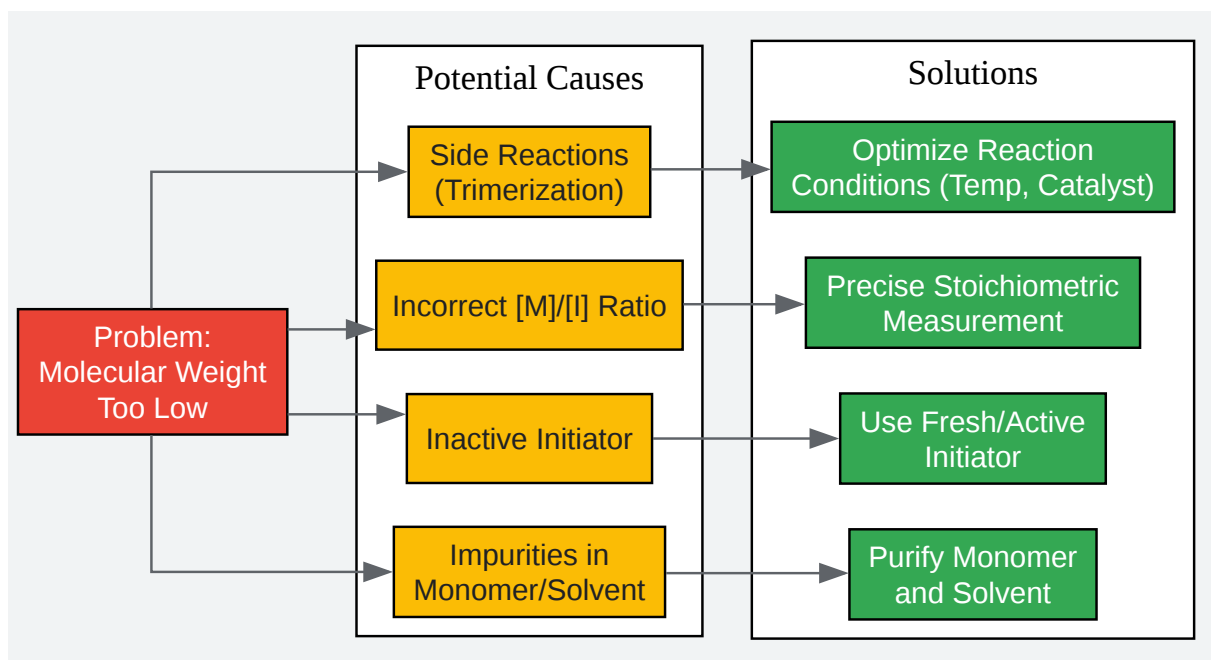 Potential Causes
Solutions
Side Reactions
(Trimerization)
Optimize Reaction
Conditions (Temp, Catalyst)
Incorrect [M]/[I] Ratio
Precise Stoichiometric
Measurement
Problem:
Molecular Weight
Too Low
Inactive Initiator
Use Fresh/Active
Initiator
Impurities in
Monomer/Solvent
Purify Monomer
and Solvent